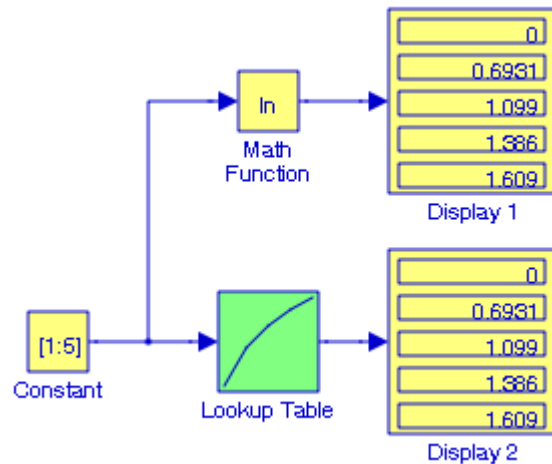 0
0.6931
1.099
1.386
1.609
Display 1
ln
Math
Function
[1:5]
Constant
Lookup Table
0
0.6931
1.099
1.386
1.609
Display 2